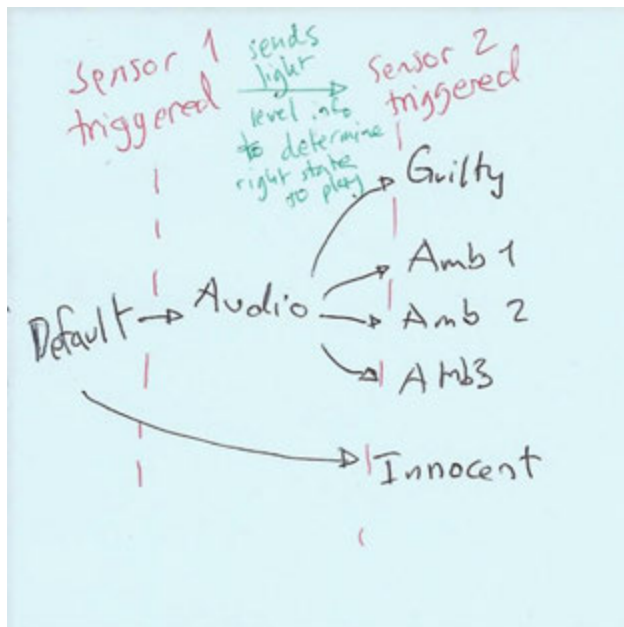 Sensor 1
triggered
sends
light
level info
to determine
right state
to play
Sensor 2
triggered
Guilty
Amb 1
Default
Audio
Amb 2
Amb3
Innocent